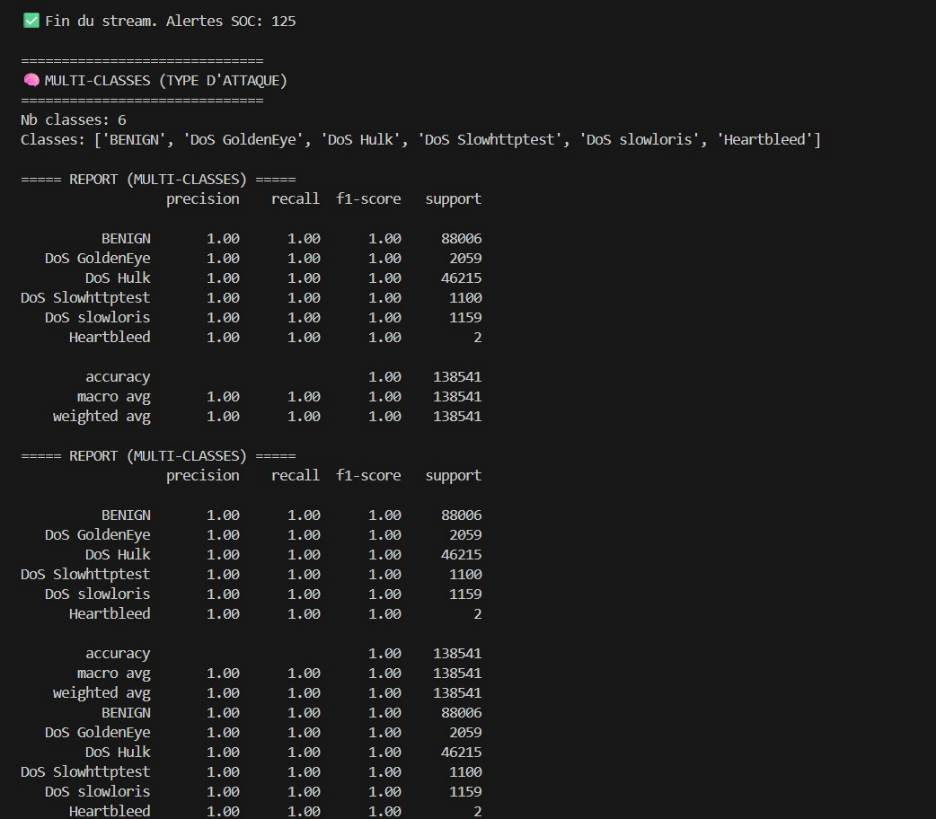 ✅ Fin du stream. Alertes SOC: 125
==============================
🧠 MULTI-CLASSES (TYPE D'ATTAQUE)
==============================
Nb classes: 6
Classes: ['BENIGN', 'DoS GoldenEye', 'DoS Hulk', 'DoS Slowhttptest', 'DoS slowloris', 'Heartbleed']
===== REPORT (MULTI-CLASSES) =====
precision recall f1-score support
BENIGN 1.00 1.00 1.00 88006
DoS GoldenEye 1.00 1.00 1.00 2059
DoS Hulk 1.00 1.00 1.00 46215
DoS Slowhttptest 1.00 1.00 1.00 1100
DoS slowloris 1.00 1.00 1.00 1159
Heartbleed 1.00 1.00 1.00 2
accuracy 1.00 138541
macro avg 1.00 1.00 1.00 138541
weighted avg 1.00 1.00 1.00 138541
===== REPORT (MULTI-CLASSES) =====
precision recall f1-score support
BENIGN 1.00 1.00 1.00 88006
DoS GoldenEye 1.00 1.00 1.00 2059
DoS Hulk 1.00 1.00 1.00 46215
DoS Slowhttptest 1.00 1.00 1.00 1100
DoS slowloris 1.00 1.00 1.00 1159
Heartbleed 1.00 1.00 1.00 2
accuracy 1.00 138541
macro avg 1.00 1.00 1.00 138541
weighted avg 1.00 1.00 1.00 138541
BENIGN 1.00 1.00 1.00 88006
DoS GoldenEye 1.00 1.00 1.00 2059
DoS Hulk 1.00 1.00 1.00 46215
DoS Slowhttptest 1.00 1.00 1.00 1100
DoS slowloris 1.00 1.00 1.00 1159
Heartbleed 1.00 1.00 1.00 2